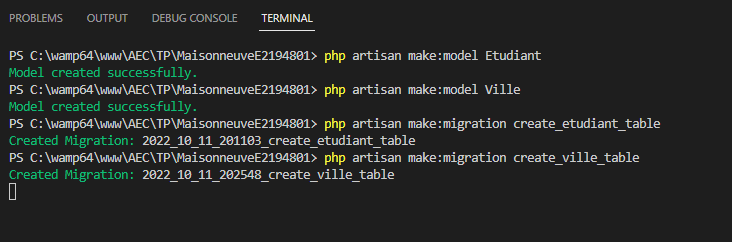 PROBLEMS OUTPUT DEBUG CONSOLE TERMINAL
PS C:\wamp64\www\AEC\TP\MaisonneuveE2194801> php artisan make:model Etudiant
Model created successfully.
PS C:\wamp64\www\AEC\TP\MaisonneuveE2194801> php artisan make:model Ville
Model created successfully.
PS C:\wamp64\www\AEC\TP\MaisonneuveE2194801> php artisan make:migration create_etudiant_table
Created Migration: 2022_10_11_201103_create_etudiant_table
PS C:\wamp64\www\AEC\TP\MaisonneuveE2194801> php artisan make:migration create_ville_table
Created Migration: 2022_10_11_202548_create_ville_table